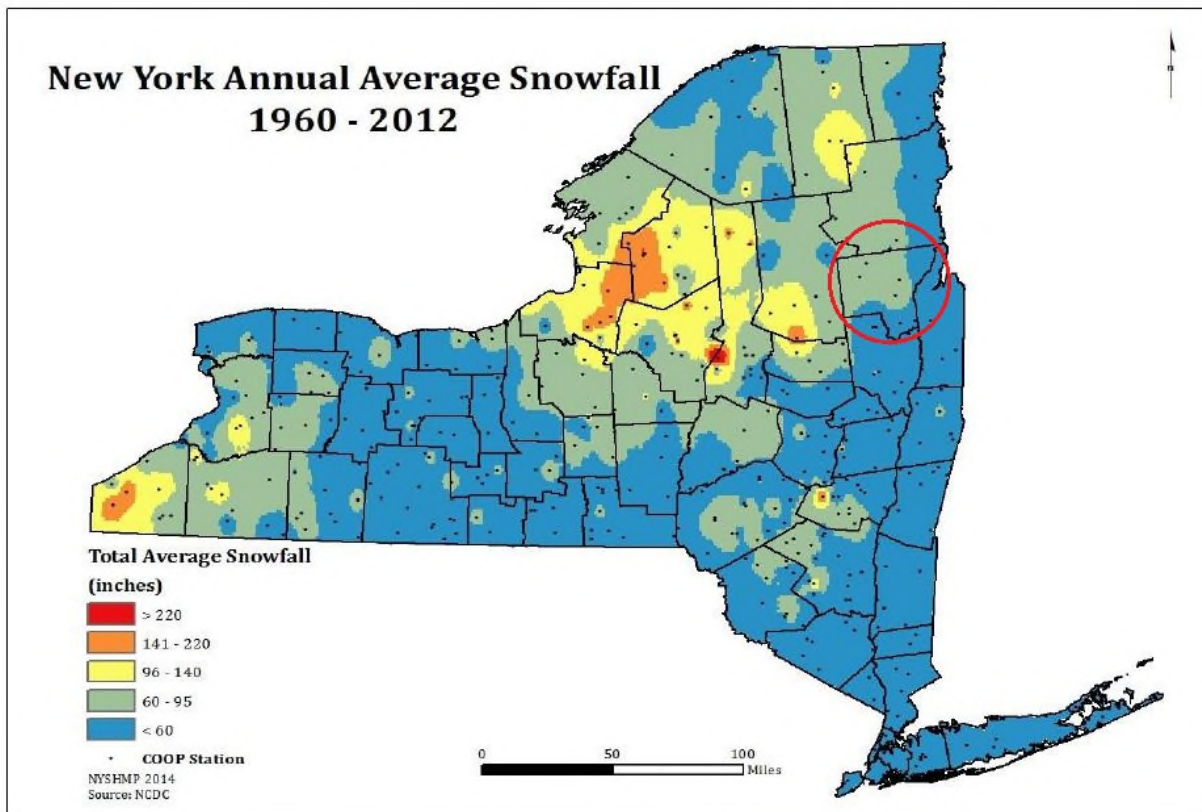 New York Annual Average Snowfall
1960 - 2012
Total Average Snowfall
(inches)
> 220
141 - 220
96 - 140
60 - 95
< 60
COOP Station
NYSHMP 2014
Source: NCDC
0 50 100
Miles